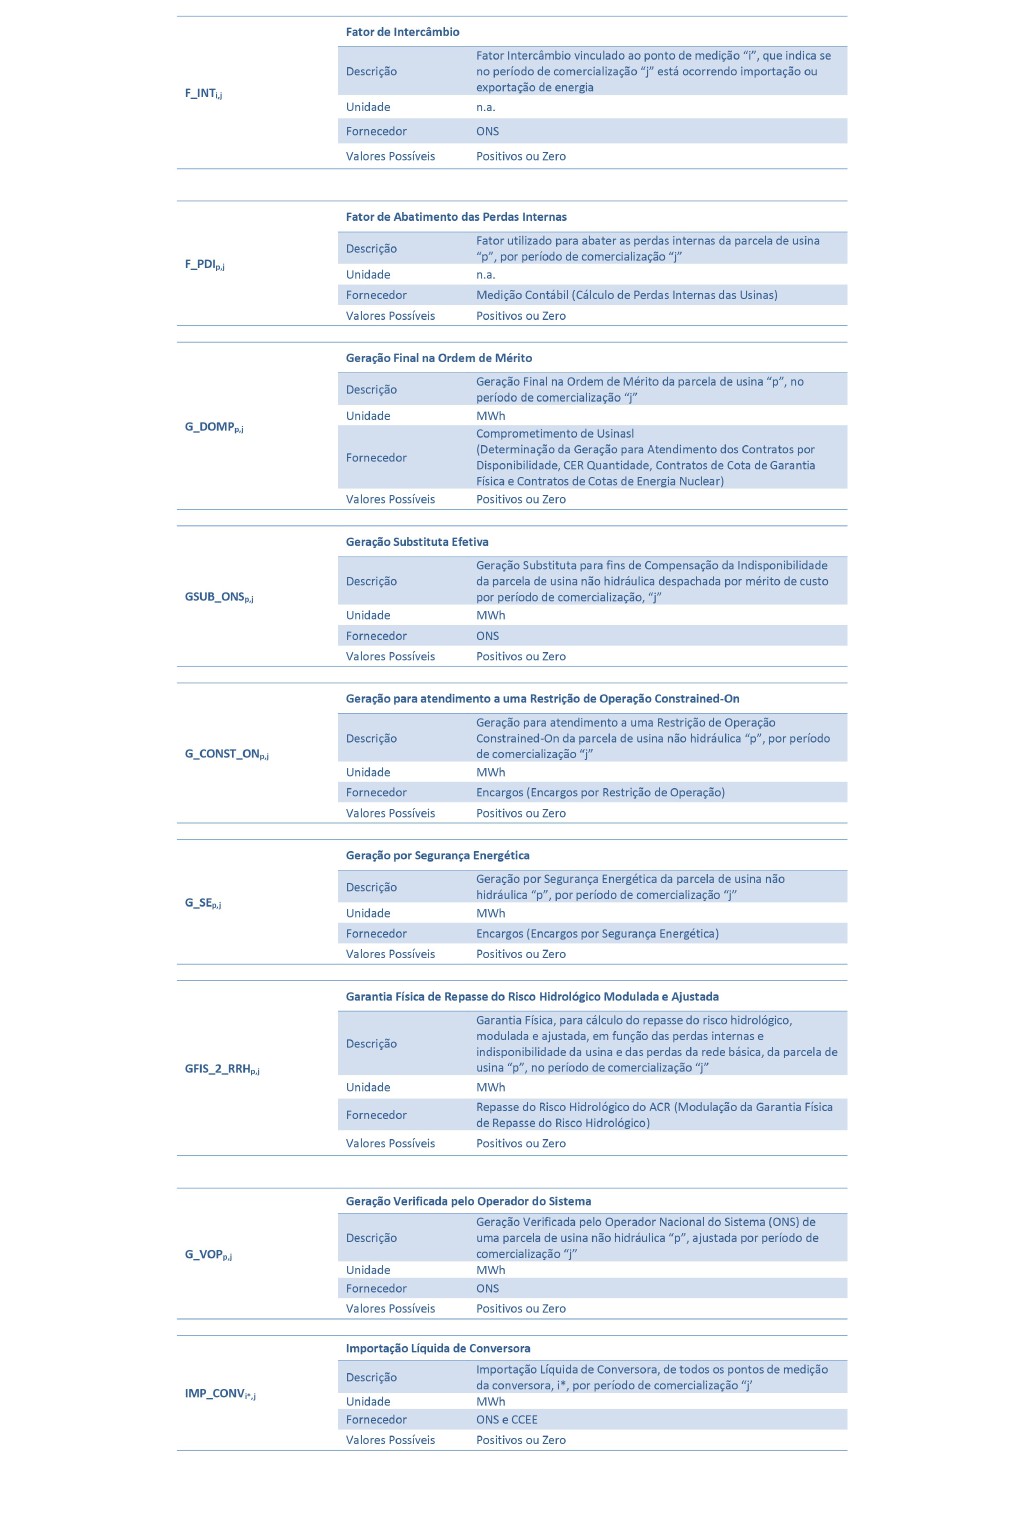 Fator de Intercâmbio
F_INTi,j
Descrição
Fator Intercâmbio vinculado ao ponto de medição “i”, que indica se
no período de comercialização “j” está ocorrendo importação ou
exportação de energia
Unidade n.a.
Fornecedor ONS
Valores Possíveis Positivos ou Zero
Fator de Abatimento das Perdas Internas
F_PDIp,j
Descrição
Fator utilizado para abater as perdas internas da parcela de usina
“p”, por período de comercialização “j”
Unidade n.a.
Fornecedor Medição Contábil (Cálculo de Perdas Internas das Usinas)
Valores Possíveis Positivos ou Zero
Geração Final na Ordem de Mérito
G_DOMPp,j
Descrição
Geração Final na Ordem de Mérito da parcela de usina “p”, no
período de comercialização “j”
Unidade MWh
Fornecedor
Comprometimento de Usinasl
(Determinação da Geração para Atendimento dos Contratos por
Disponibilidade, CER Quantidade, Contratos de Cota de Garantia
Física e Contratos de Cotas de Energia Nuclear)
Valores Possíveis Positivos ou Zero
Geração Substituta Efetiva
GSUB_ONSp,j
Descrição
Geração Substituta para fins de Compensação da Indisponibilidade
da parcela de usina não hidráulica despachada por mérito de custo
por período de comercialização, “j”
Unidade MWh
Fornecedor ONS
Valores Possíveis Positivos ou Zero
Geração para atendimento a uma Restrição de Operação Constrained-On
G_CONST_ONp,j
Descrição
Geração para atendimento a uma Restrição de Operação
Constrained-On da parcela de usina não hidráulica “p”, por período
de comercialização “j”
Unidade MWh
Fornecedor Encargos (Encargos por Restrição de Operação)
Valores Possíveis Positivos ou Zero
Geração por Segurança Energética
G_SEp,j
Descrição
Geração por Segurança Energética da parcela de usina não
hidráulica “p”, por período de comercialização “j”
Unidade MWh
Fornecedor Encargos (Encargos por Segurança Energética)
Valores Possíveis Positivos ou Zero
Garantia Física de Repasse do Risco Hidrológico Modulada e Ajustada
GFIS_2_RRHp,j
Descrição
Garantia Física, para cálculo do repasse do risco hidrológico,
modulada e ajustada, em função das perdas internas e
indisponibilidade da usina e das perdas da rede básica, da parcela de
usina “p”, no período de comercialização “j”
Unidade MWh
Fornecedor
Repasse do Risco Hidrológico do ACR (Modulação da Garantia Física
de Repasse do Risco Hidrológico)
Valores Possíveis Positivos ou Zero
Geração Verificada pelo Operador do Sistema
G_VOPp,j
Descrição
Geração Verificada pelo Operador Nacional do Sistema (ONS) de
uma parcela de usina não hidráulica “p”, ajustada por período de
comercialização “j”
Unidade MWh
Fornecedor ONS
Valores Possíveis Positivos ou Zero
Importação Líquida de Conversora
IMP_CONVi*,j
Descrição
Importação Líquida de Conversora, de todos os pontos de medição
da conversora, i*, por período de comercialização “j’
Unidade MWh
Fornecedor ONS e CCEE
Valores Possíveis Positivos ou Zero